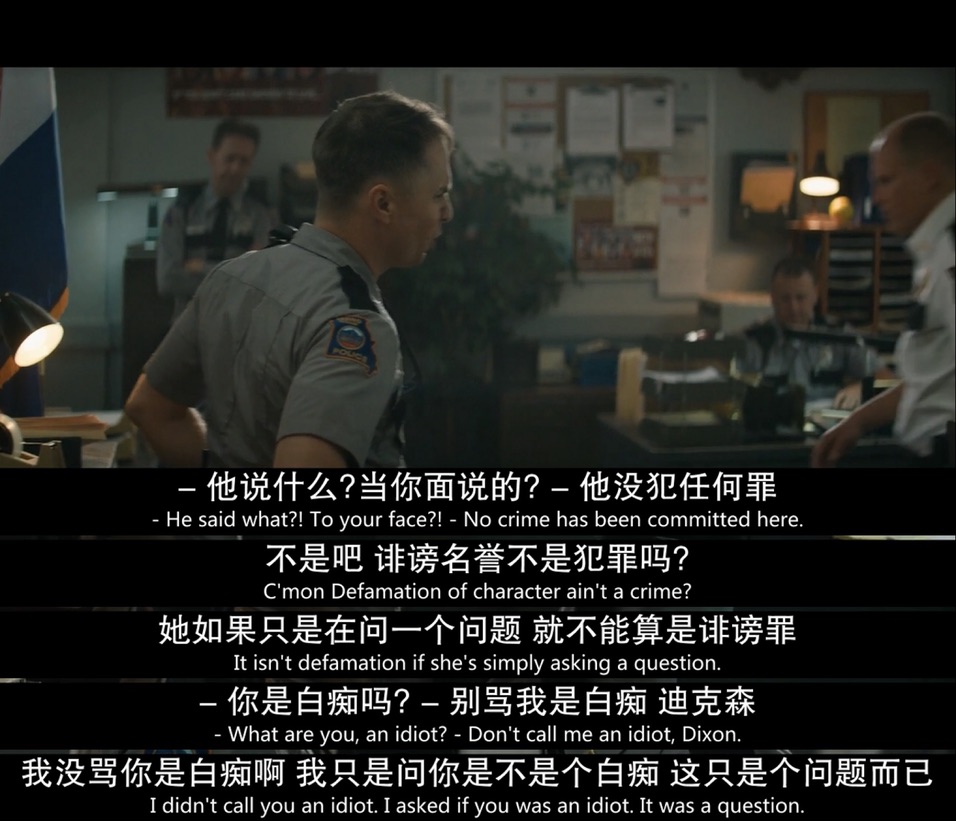 POLICE
– 他说什么?当你面说的? – 他没犯任何罪
- He said what?! To your face?! - No crime has been committed here.
不是吧 诽谤名誉不是犯罪吗?
C'mon Defamation of character ain't a crime?
她如果只是在问一个问题 就不能算是诽谤罪
It isn't defamation if she's simply asking a question.
– 你是白痴吗? – 别骂我是白痴 迪克森
- What are you, an idiot? - Don't call me an idiot, Dixon.
我没骂你是白痴啊 我只是问你是不是个白痴 这只是个问题而已
I didn't call you an idiot. I asked if you was an idiot. It was a question.